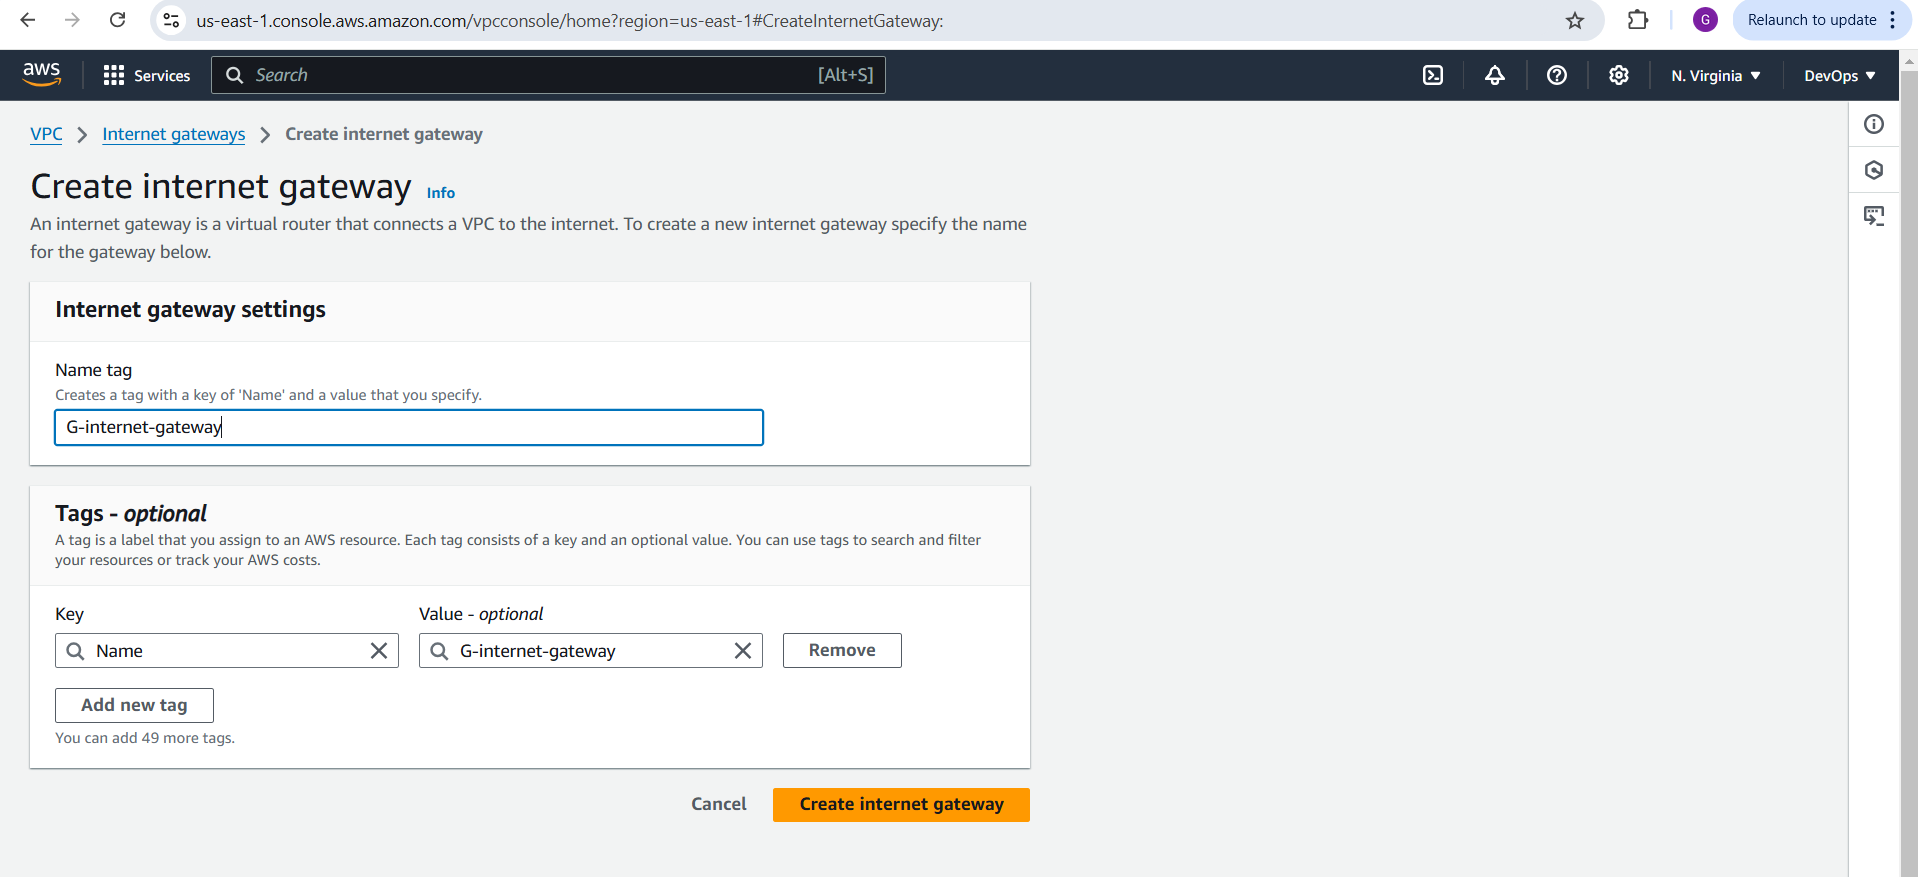 us-east-1.console.aws.amazon.com/vpcconsole/home?region=us-east-1#CreateInternetGateway:
G
Relaunch to update
aws
Services
Search
[Alt+S]
N. Virginia
DevOps
VPC
Internet gateways
Create internet gateway
Create internet gateway
Info
An internet gateway is a virtual router that connects a VPC to the internet. To create a new internet gateway specify the name
for the gateway below.
Internet gateway settings
Name tag
Creates a tag with a key of 'Name' and a value that you specify.
G-internet-gateway
Tags - optional
A tag is a label that you assign to an AWS resource. Each tag consists of a key and an optional value. You can use tags to search and filter
your resources or track your AWS costs.
Key
Value - optional
Name
G-internet-gateway
Remove
Add new tag
You can add 49 more tags.
Cancel
Create internet gateway